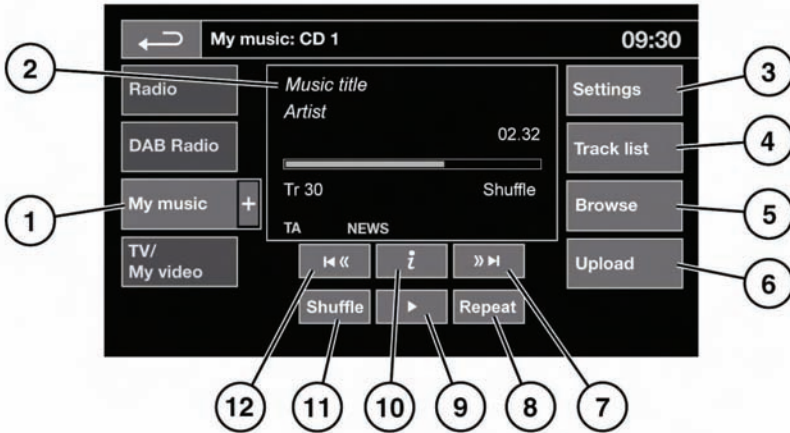 My music: CD 1
09:30
Radio
DAB Radio
My music
+
TV/
My video
Music title
Artist
02.32
Tr 30
Shuffle
TA
NEWS
Settings
Track list
Browse
Upload
i
Shuffle
Repeat
1
2
3
4
5
6
7
8
9
10
11
12